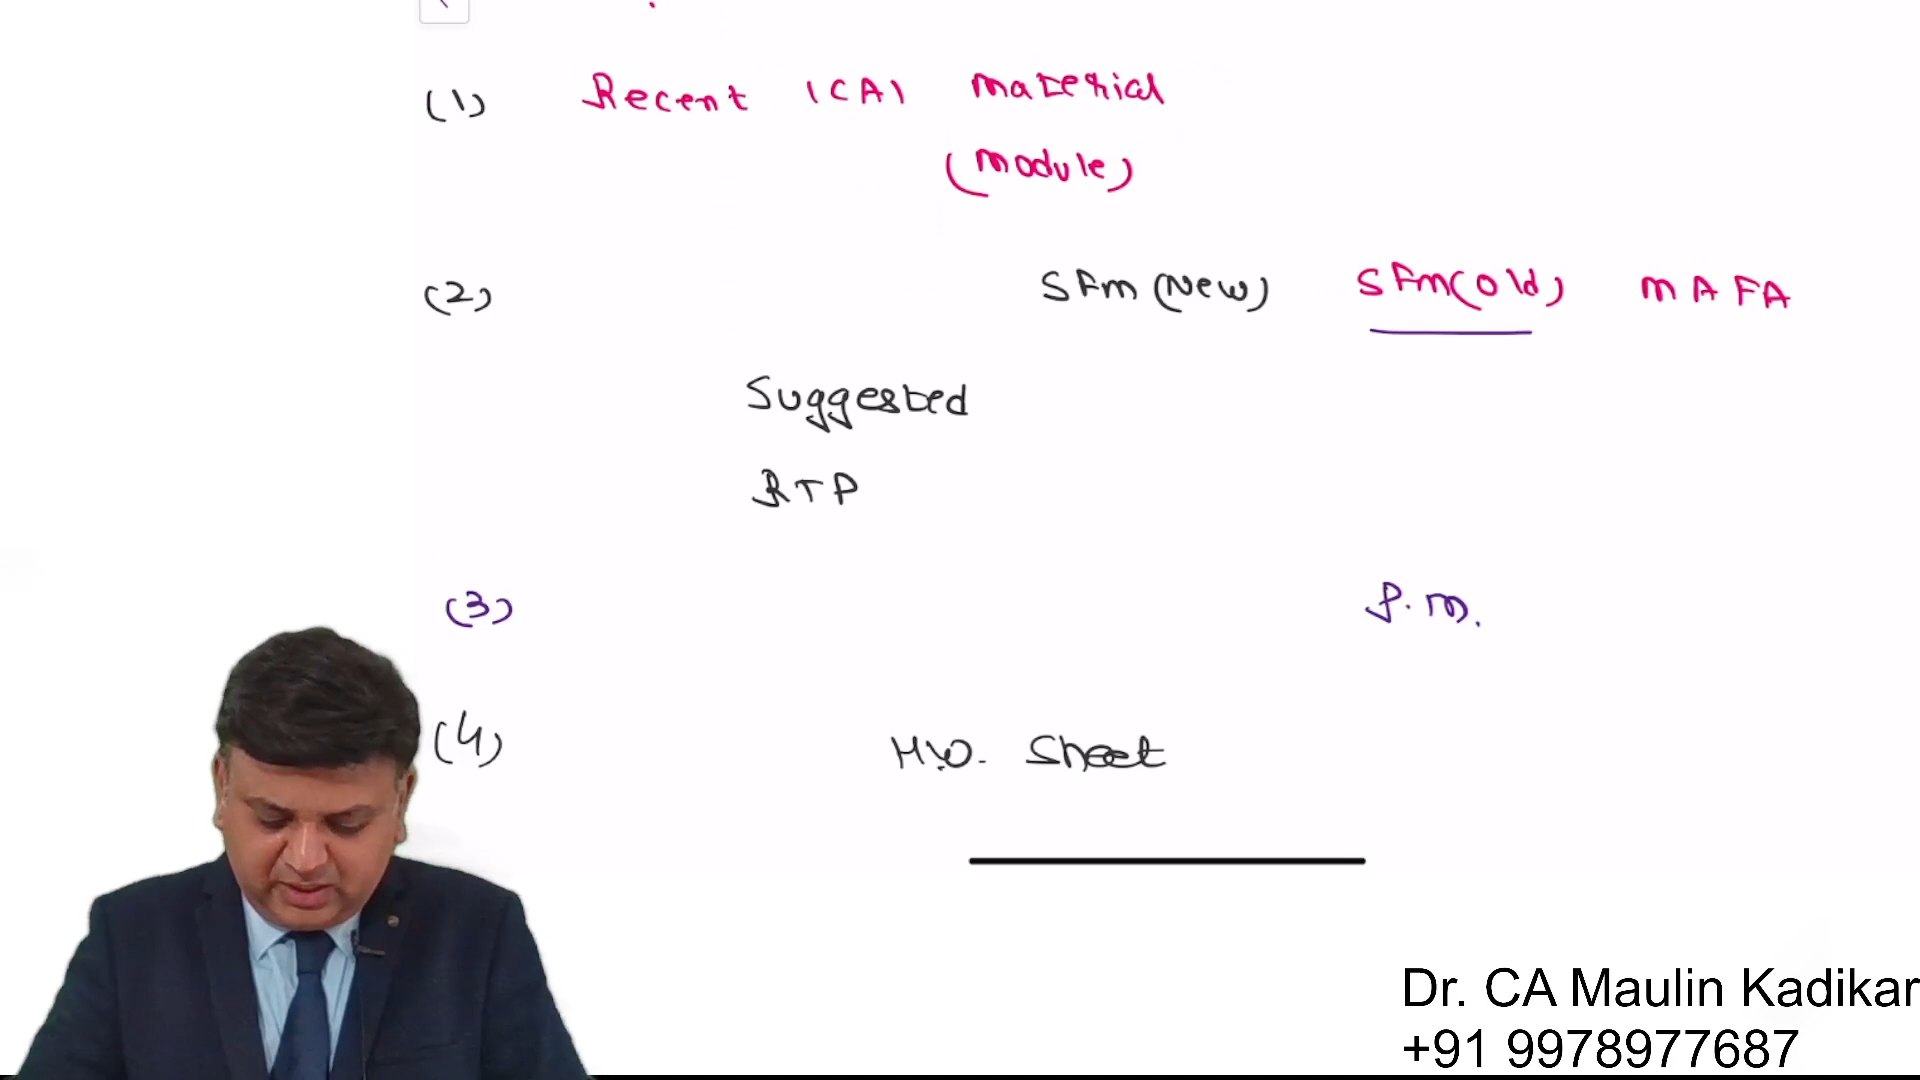 (1) Recent ICAI Material
(Module)
(2) SFM (New) SFM (Old) MAFA
Suggested
RTP
(3) P.M.
(4) H.W. Sheet
Dr. CA Maulin Kadikar
+91 9978977687